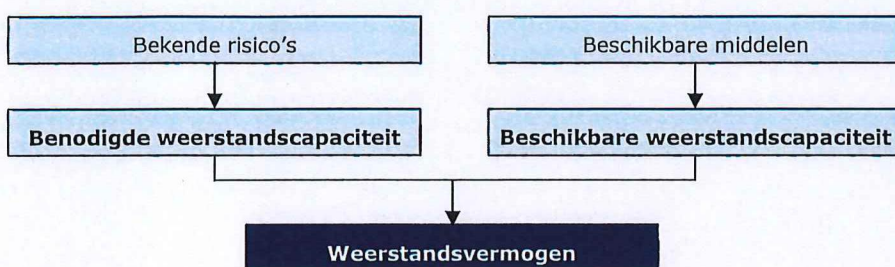 Bekende risico's
Beschikbare middelen
Benodigde weerstandscapaciteit
Beschikbare weerstandscapaciteit
Weerstandsvermogen